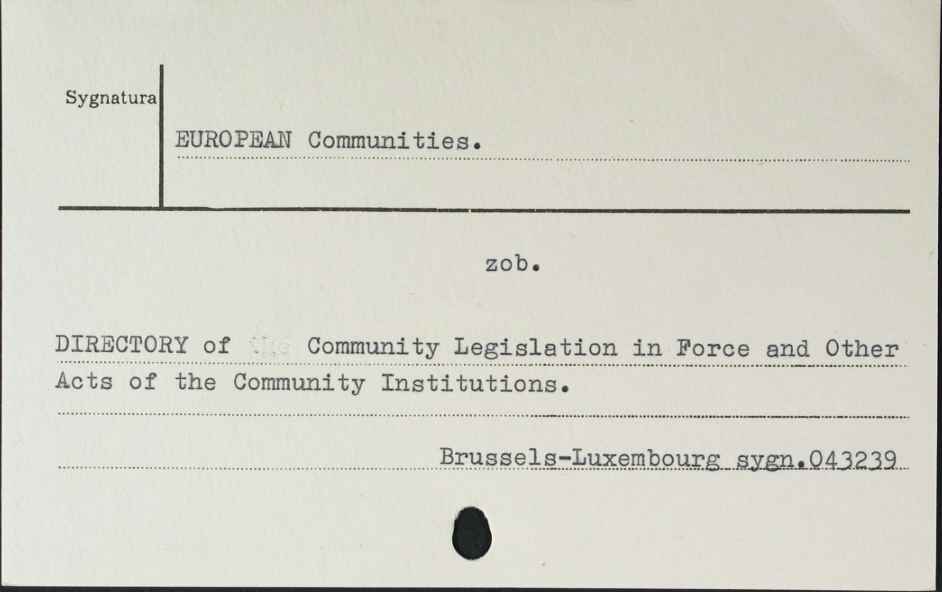 Sygnatura
EUROPEAN Communities.
zob.
DIRECTORY of the Community Legislation in Force and Other
Acts of the Community Institutions.
Brussels-Luxembourg sygn.043239